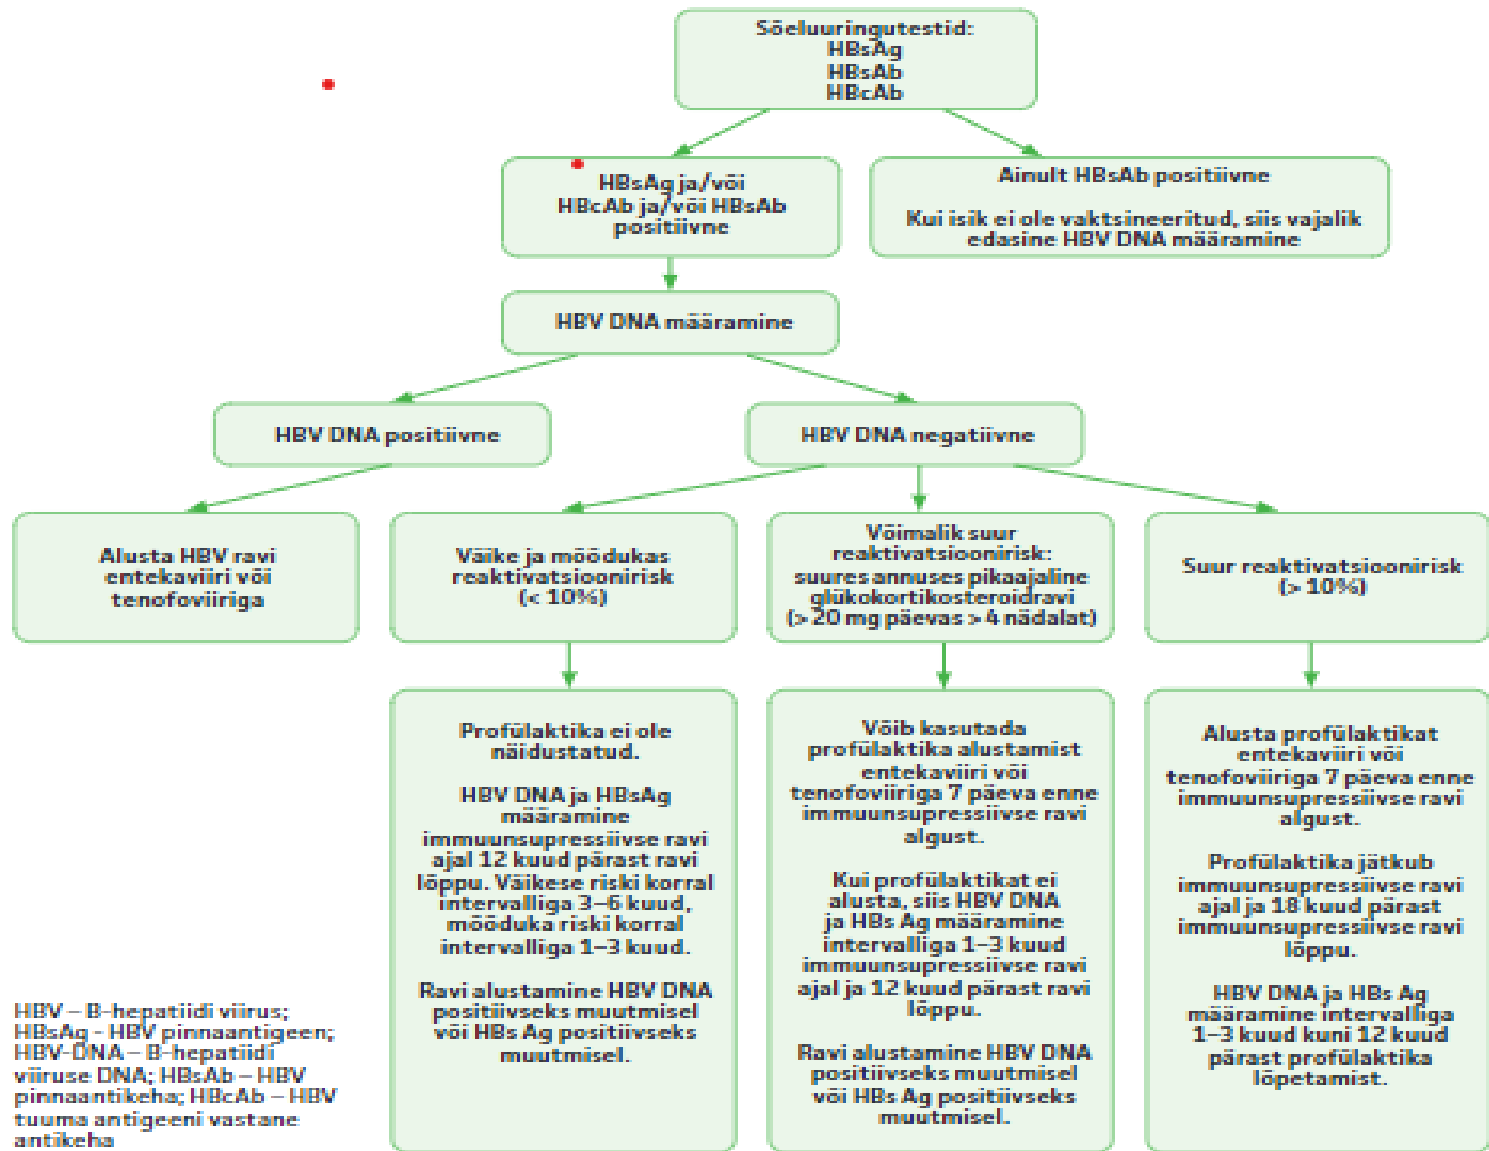 Sõeluuringutestid:
HBsAg
HBsAb
HBcAb
HBsAg ja/või
HBcAb ja/või HBsAb
positiivne
Ainult HBsAb positiivne
Kui isik ei ole vaktsineeritud, siis vajalik
edasine HBV DNA määramine
HBV DNA määramine
HBV DNA positiivne
HBV DNA negatiivne
Alusta HBV ravi
entekaviiri või
tenofoviiriga
Väike ja mõõdukas
reaktivatsioonirisk
(< 10%)
Võimalik suur
reaktivatsioonirisk:
suures annuses pikaajaline
glükokortikosteroidravi
(> 20 mg päevas > 4 nädalat)
Suur reaktivatsioonirisk
(> 10%)
Profülaktika ei ole
näidustatud.
HBV DNA ja HBsAg
määramine
immuunsupressiivse ravi
ajal 12 kuud pärast ravi
lõppu. Väikese riski korral
intervalliga 3–6 kuud,
mõõduka riski korral
intervalliga 1–3 kuud.
Ravi alustamine HBV DNA
positiivseks muutmisel
või HBs Ag positiivseks
muutmisel.
Võib kasutada
profülaktika alustamist
entekaviiri või
tenofoviiriga 7 päeva enne
immuunsupressiivse ravi
algust.
Kui profülaktikat ei
alusta, siis HBV DNA
ja HBs Ag määramine
intervalliga 1–3 kuud
immuunsupressiivse ravi
ajal ja 12 kuud pärast ravi
lõppu.
Ravi alustamine HBV DNA
positiivseks muutmisel
või HBs Ag positiivseks
muutmisel.
Alusta profülaktikat
entekaviiri või
tenofoviiriga 7 päeva enne
immuunsupressiivse ravi
algust.
Profülaktika jätkub
immuunsupressiivse ravi
ajal ja 18 kuud pärast
immuunsupressiivse ravi
lõppu.
HBV DNA ja HBs Ag
määramine intervalliga
1–3 kuud kuni 12 kuud
pärast profülaktika
lõpetamist.
HBV – B-hepatiidi viirus;
HBsAg - HBV pinnaantigeen;
HBV-DNA – B-hepatiidi
viiruse DNA; HBsAb – HBV
pinnaantikeha; HBcAb – HBV
tuuma antigeeni vastane
antikeha